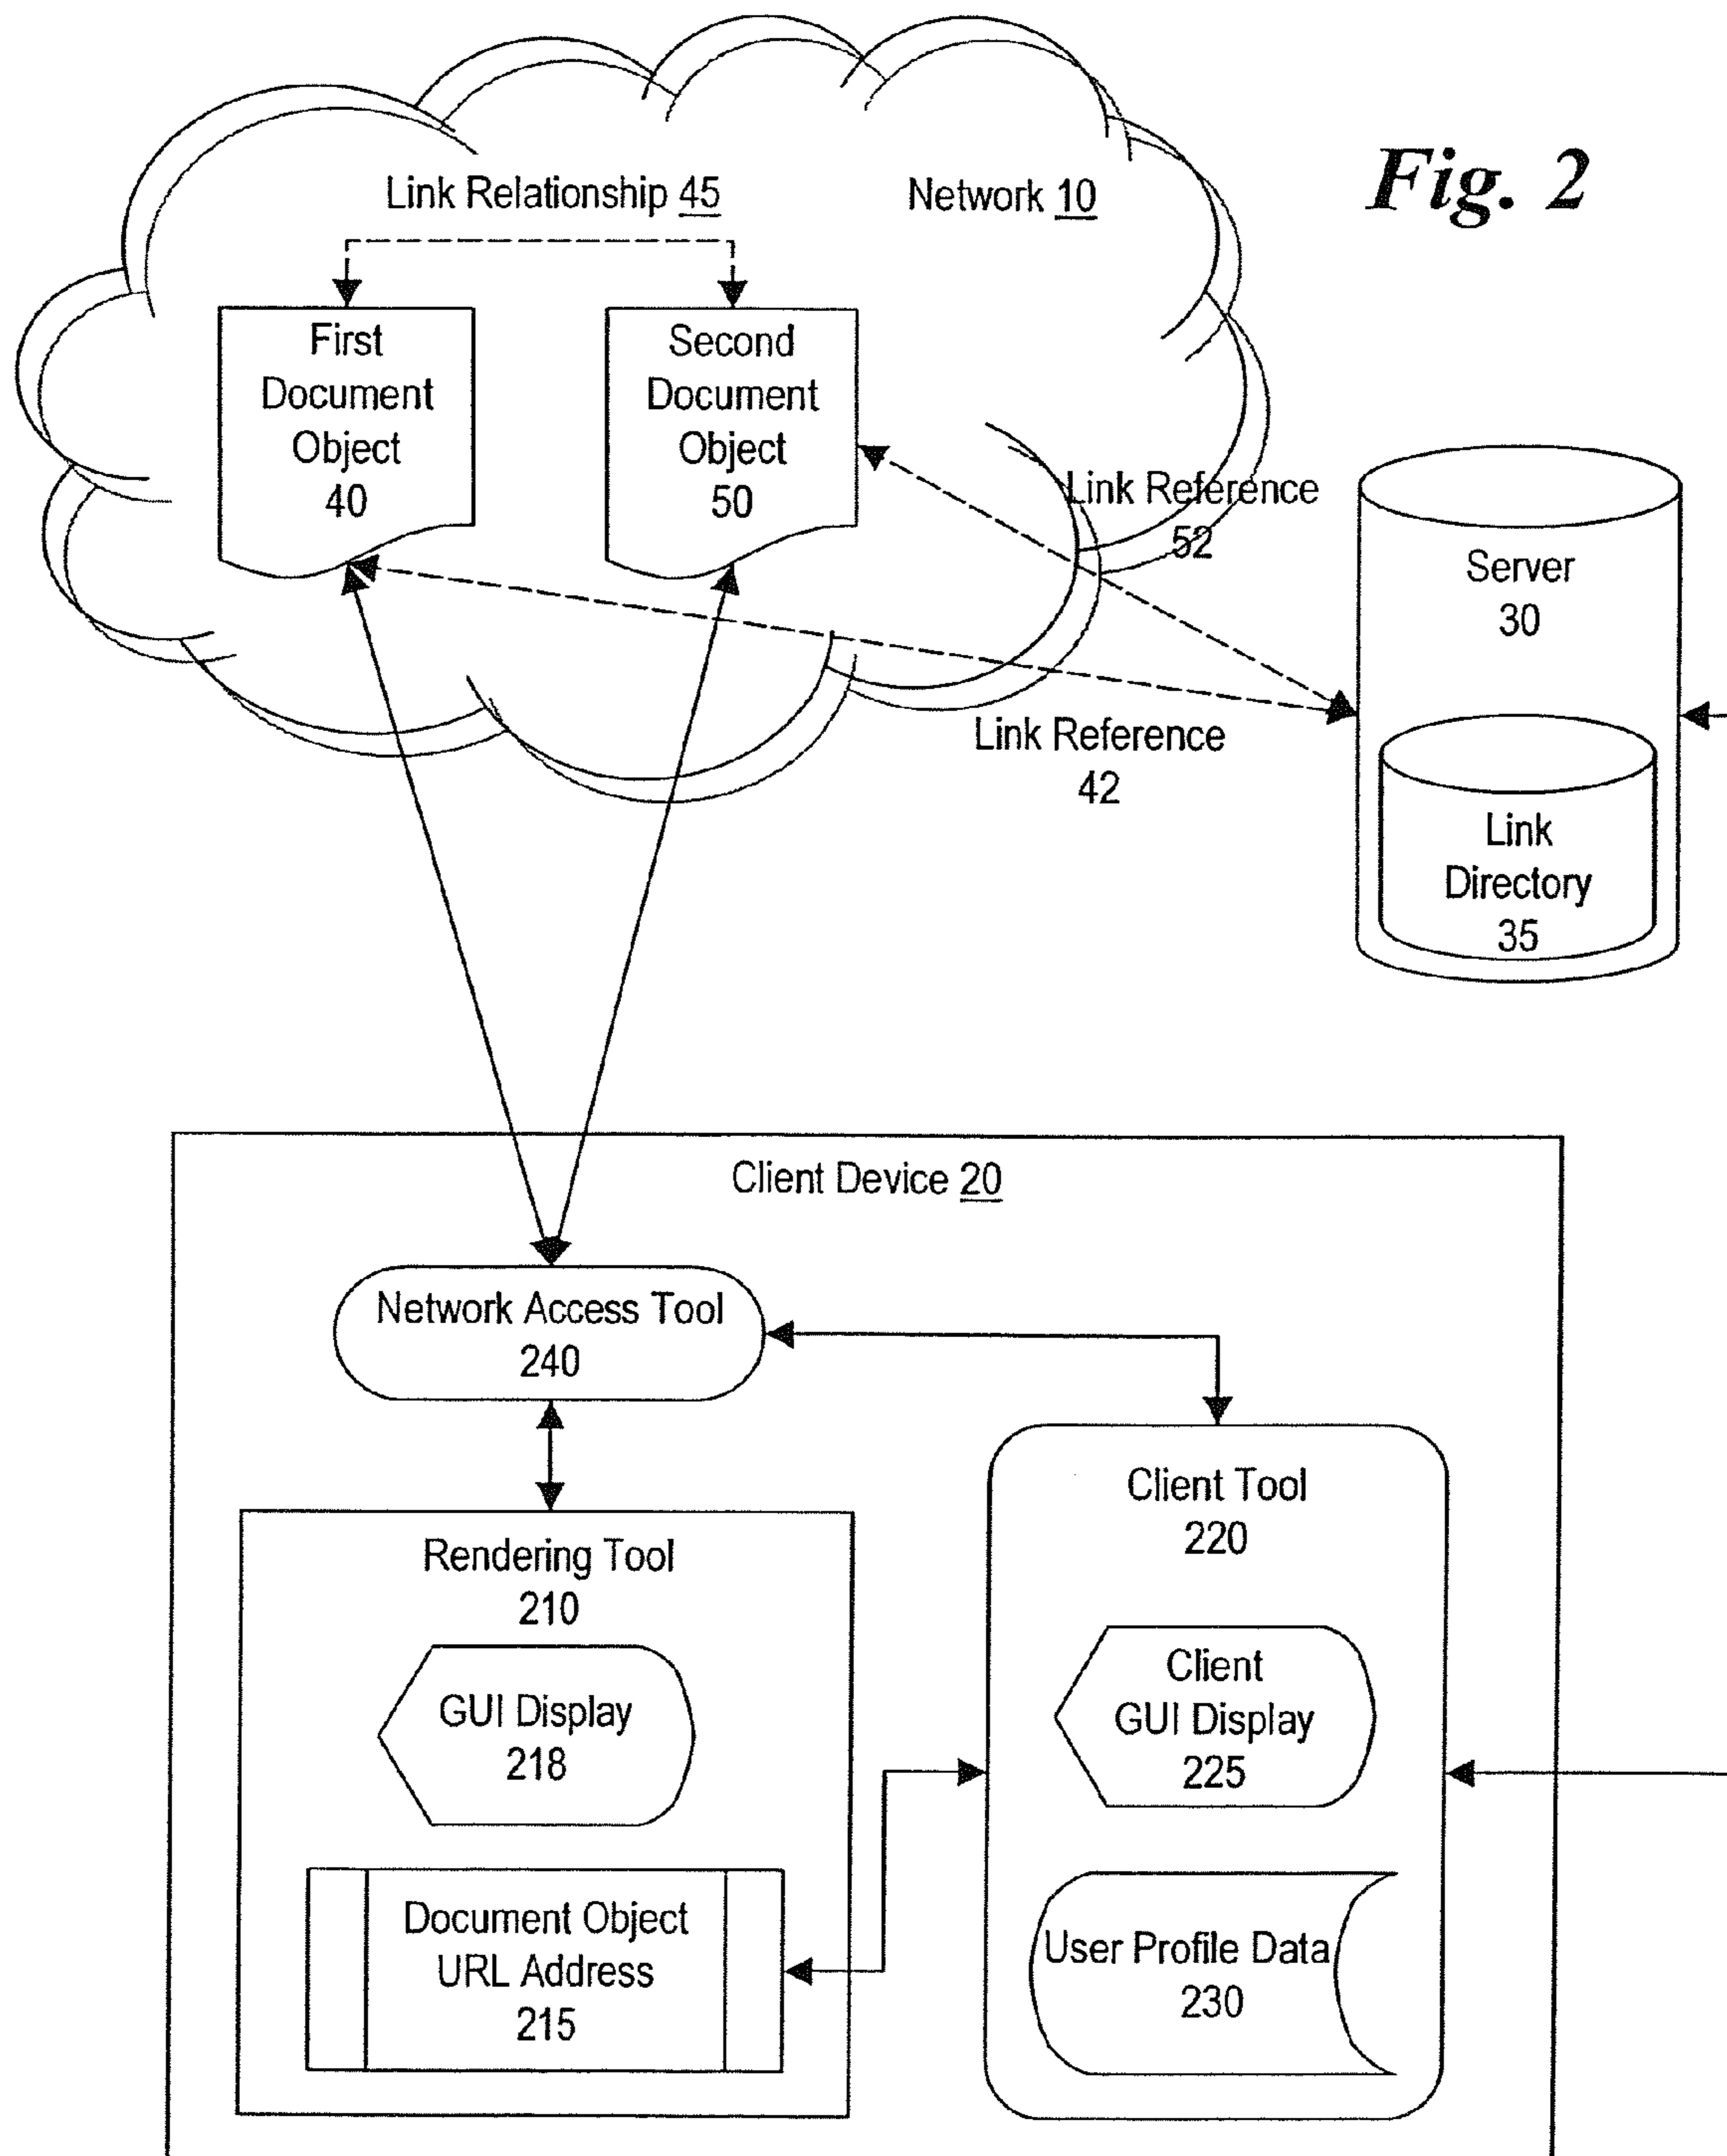 Fig. 2
Link Relationship 45
Network 10
First
Document
Object
40
Second
Document
Object
50
Link Reference
52
Server
30
Link Reference
42
Link
Directory
35
Client Device 20
Network Access Tool
240
Client Tool
220
Rendering Tool
210
Client
GUI Display
225
GUI Display
218
Document Object
URL Address
215
User Profile Data
230